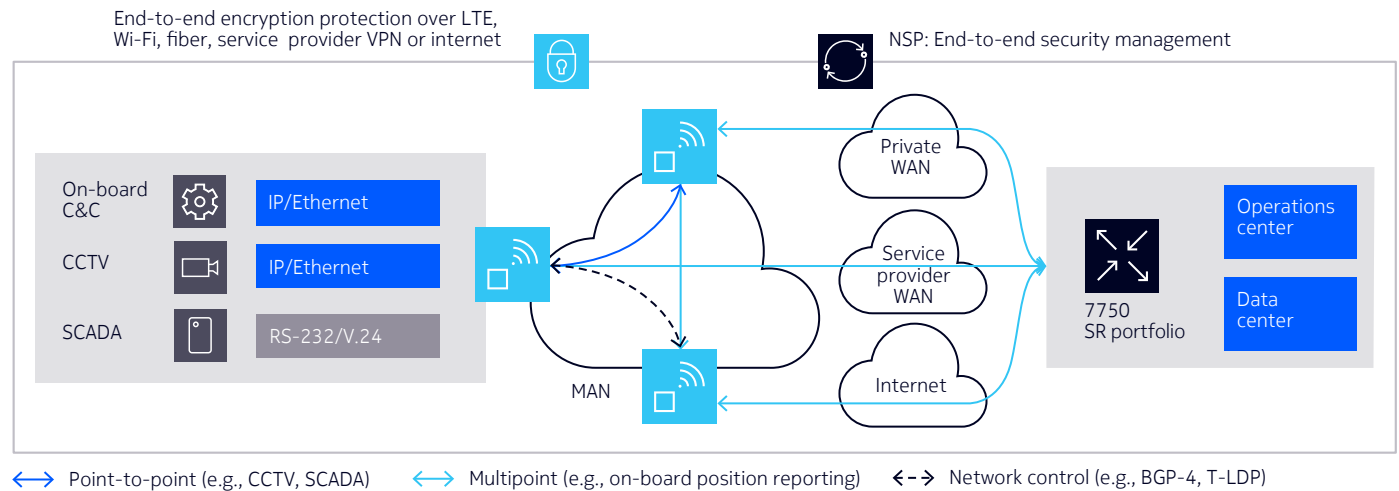 End-to-end encryption protection over LTE,
Wi-Fi, fiber, service provider VPN or internet
NSP: End-to-end security management
On-board
C&C
IP/Ethernet
CCTV
IP/Ethernet
SCADA
RS-232/V.24
MAN
Private
WAN
Service
provider
WAN
Internet
7750
SR portfolio
Operations
center
Data
center
Point-to-point (e.g., CCTV, SCADA)
Multipoint (e.g., on-board position reporting)
Network control (e.g., BGP-4, T-LDP)